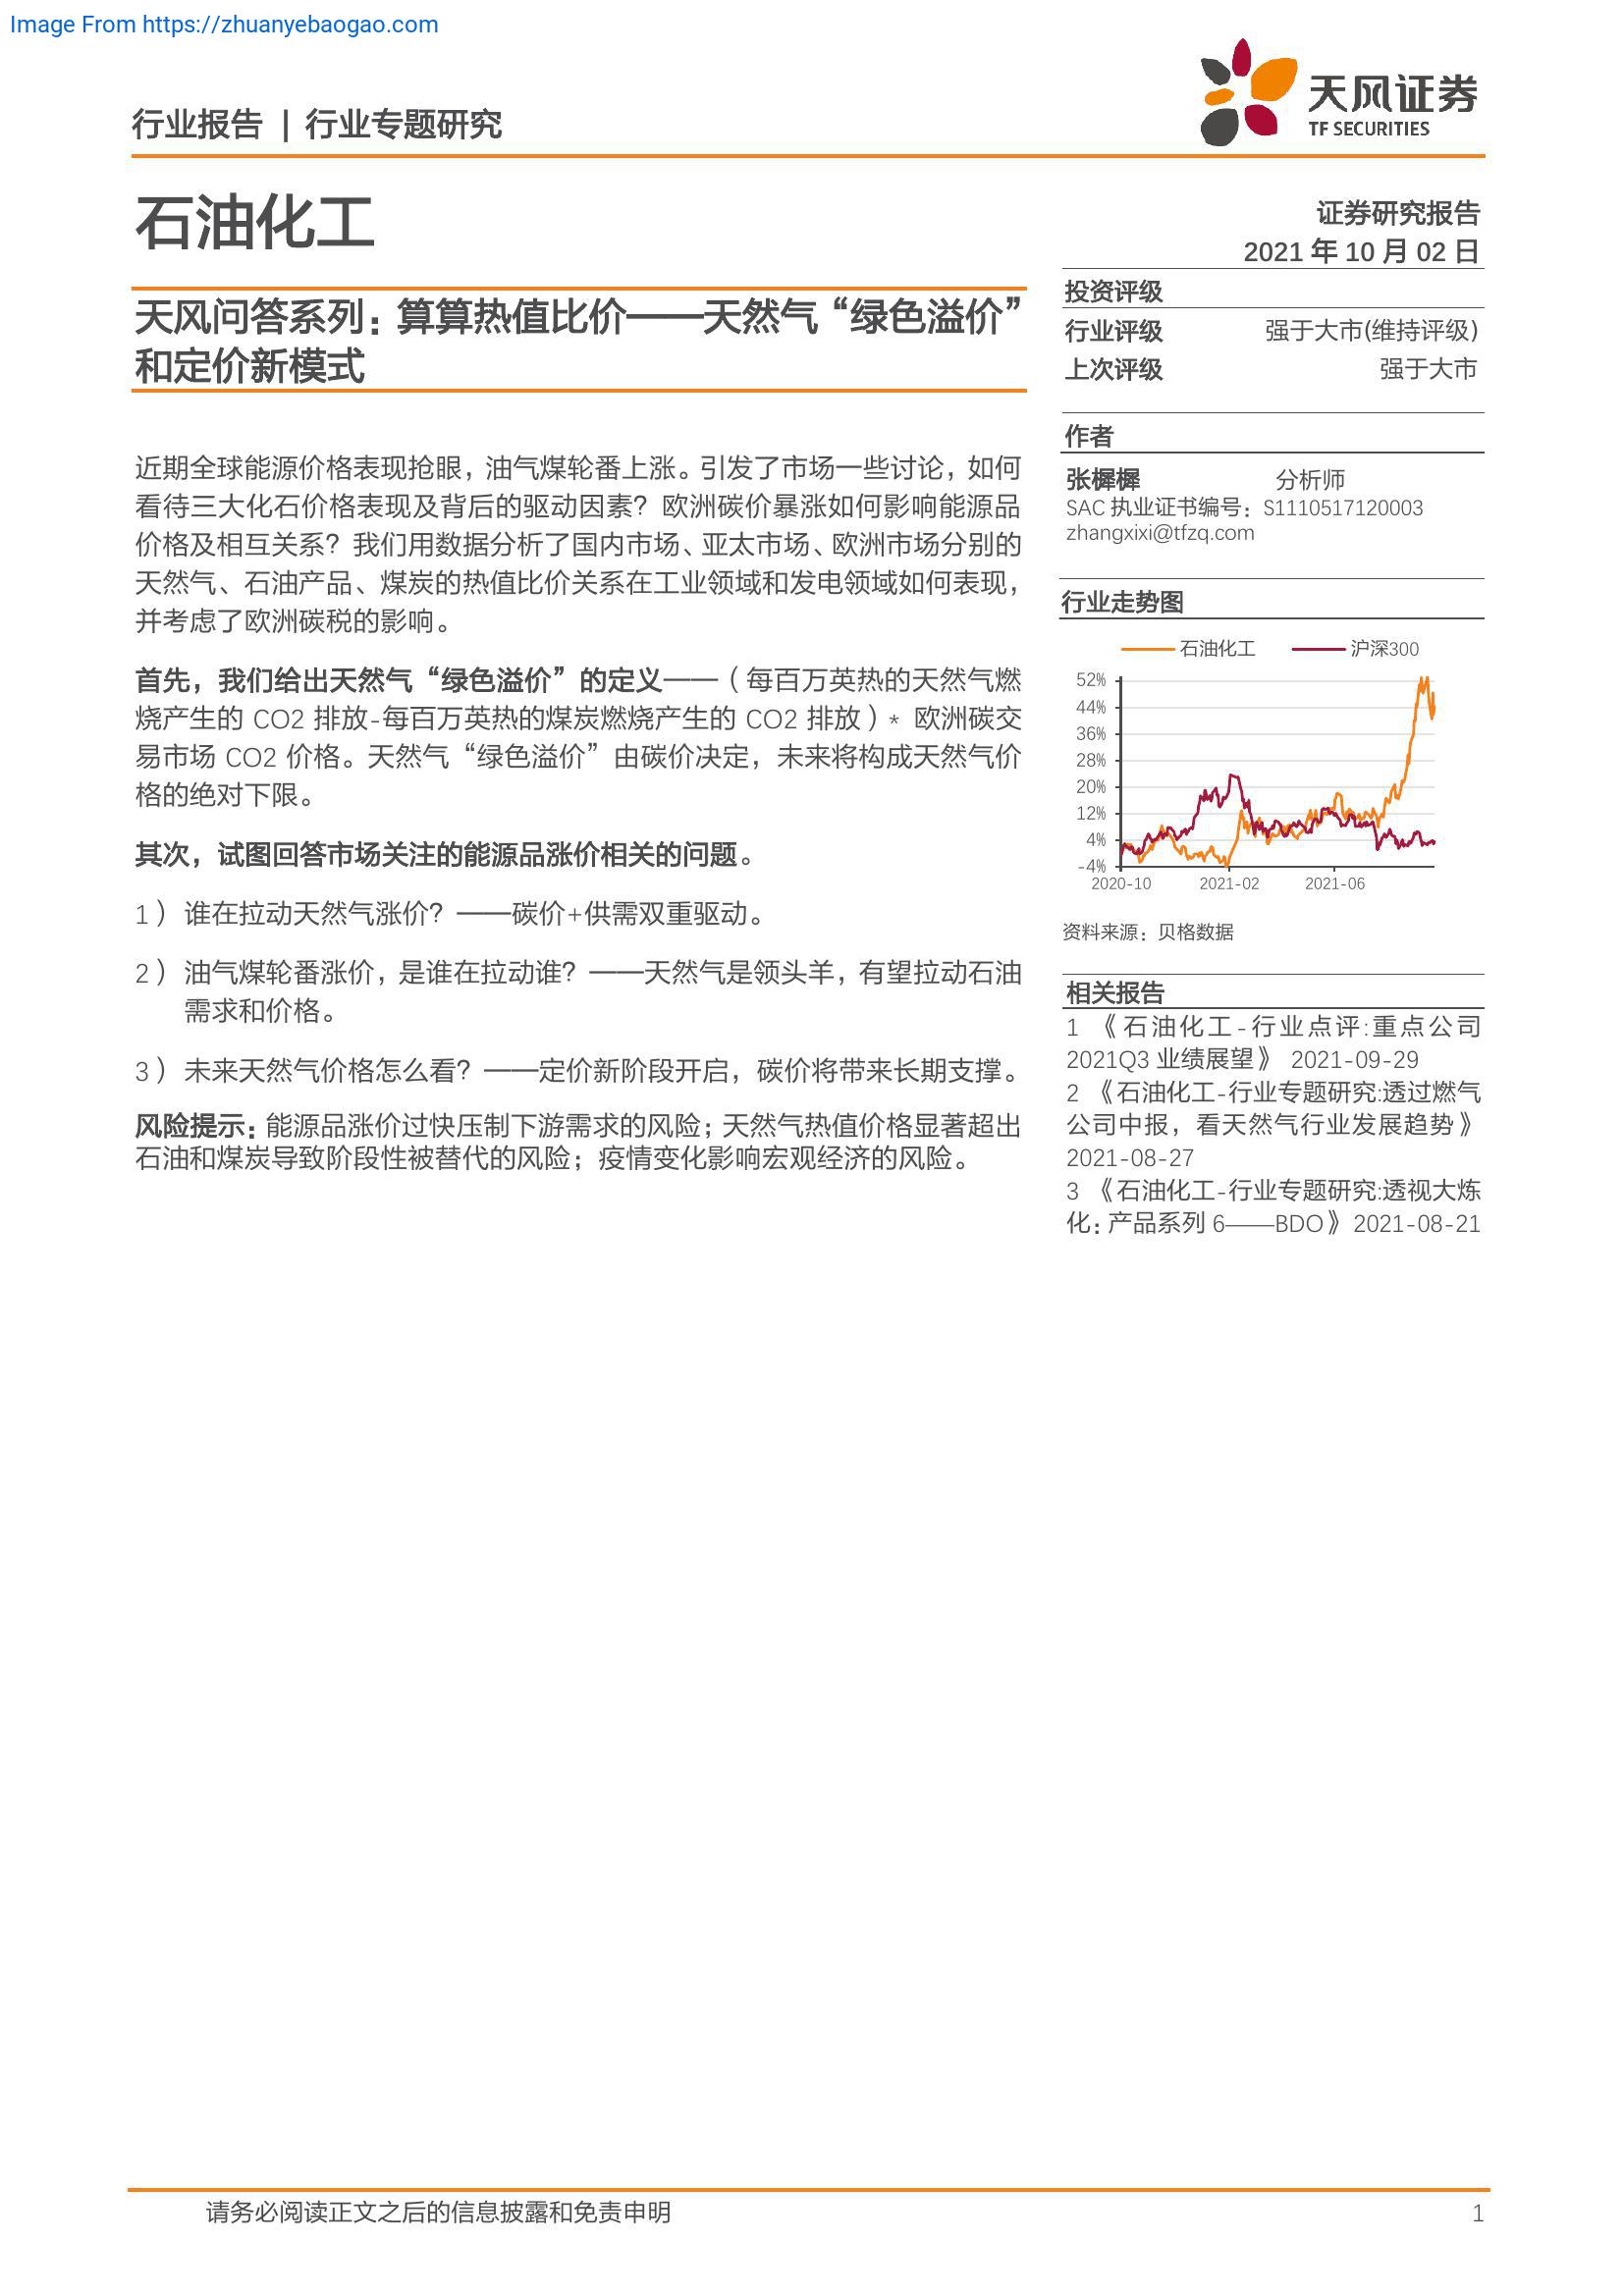 Image From https://zhuanyebaogao.com
行业报告 | 行业专题研究
天风证券
TF SECURITIES
石油化工
证券研究报告
2021 年 10 月 02 日
天风问答系列：算算热值比价——天然气“绿色溢价”
和定价新模式
近期全球能源价格表现抢眼，油气煤轮番上涨。引发了市场一些讨论，如何
看待三大化石价格表现及背后的驱动因素？欧洲碳价暴涨如何影响能源品
价格及相互关系？我们用数据分析了国内市场、亚太市场、欧洲市场分别的
天然气、石油产品、煤炭的热值比价关系在工业领域和发电领域如何表现，
并考虑了欧洲碳税的影响。
首先，我们给出天然气“绿色溢价”的定义——（每百万英热的天然气燃
烧产生的 CO2 排放-每百万英热的煤炭燃烧产生的 CO2 排放）* 欧洲碳交
易市场 CO2 价格。天然气“绿色溢价”由碳价决定，未来将构成天然气价
格的绝对下限。
其次，试图回答市场关注的能源品涨价相关的问题。
1） 谁在拉动天然气涨价？——碳价+供需双重驱动。
2） 油气煤轮番涨价，是谁在拉动谁？——天然气是领头羊，有望拉动石油
需求和价格。
3） 未来天然气价格怎么看？——定价新阶段开启，碳价将带来长期支撑。
风险提示：能源品涨价过快压制下游需求的风险；天然气热值价格显著超出
石油和煤炭导致阶段性被替代的风险；疫情变化影响宏观经济的风险。
投资评级
行业评级 强于大市(维持评级)
上次评级 强于大市
作者
张樨樨 分析师
SAC 执业证书编号：S1110517120003
zhangxixi@tfzq.com
行业走势图
石油化工 沪深300
52%
44%
36%
28%
20%
12%
4%
-4%
2020-10 2021-02 2021-06
资料来源：贝格数据
相关报告
1 《石油化工-行业点评:重点公司
2021Q3 业绩展望》 2021-09-29
2 《石油化工-行业专题研究:透过燃气
公司中报，看天然气行业发展趋势》
2021-08-27
3 《石油化工-行业专题研究:透视大炼
化：产品系列 6——BDO》 2021-08-21
请务必阅读正文之后的信息披露和免责申明 1